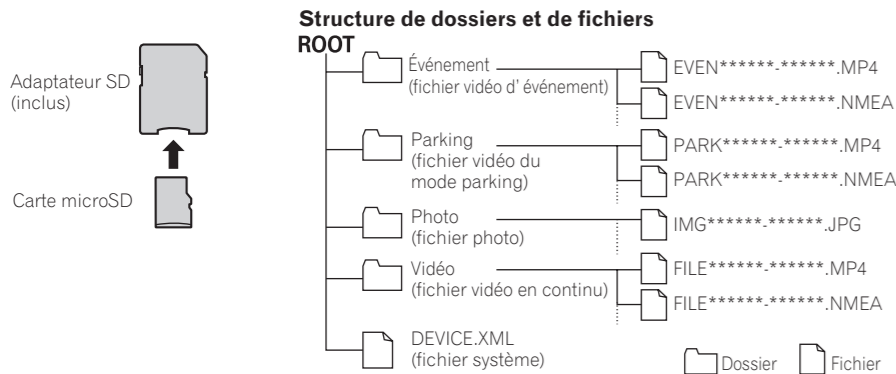 Structure de dossiers et de fichiers
ROOT
Adaptateur SD
(inclus)
Carte microSD
Événement
(fichier vidéo d' événement)
EVEN******-******.MP4
EVEN******-******.NMEA
Parking
(fichier vidéo du
mode parking)
PARK******-******.MP4
PARK******-******.NMEA
Photo
(fichier photo)
IMG******-******.JPG
Vidéo
(fichier vidéo en continu)
FILE******-******.MP4
FILE******-******.NMEA
DEVICE.XML
(fichier système)
Dossier
Fichier